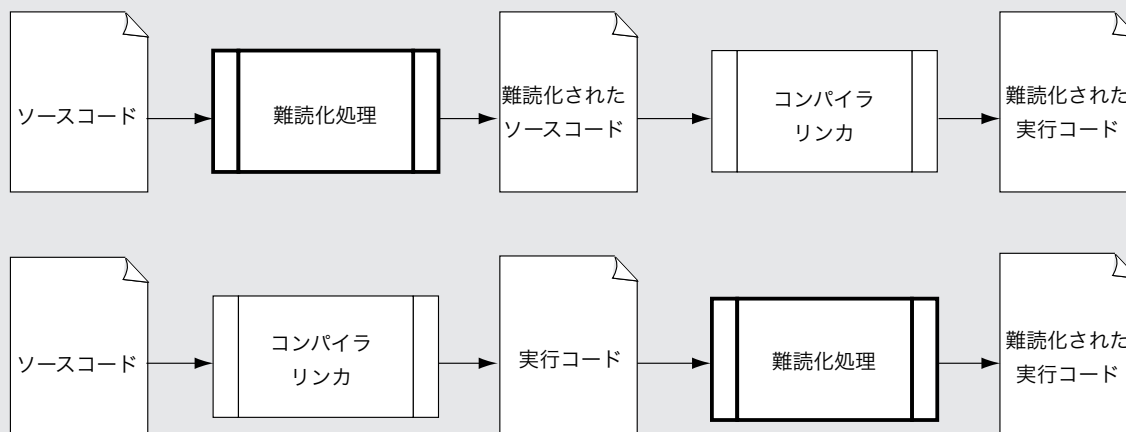 ソースコード
難読化処理
難読化された
ソースコード
コンパイラ
リンカ
難読化された
実行コード
ソースコード
コンパイラ
リンカ
実行コード
難読化処理
難読化された
実行コード